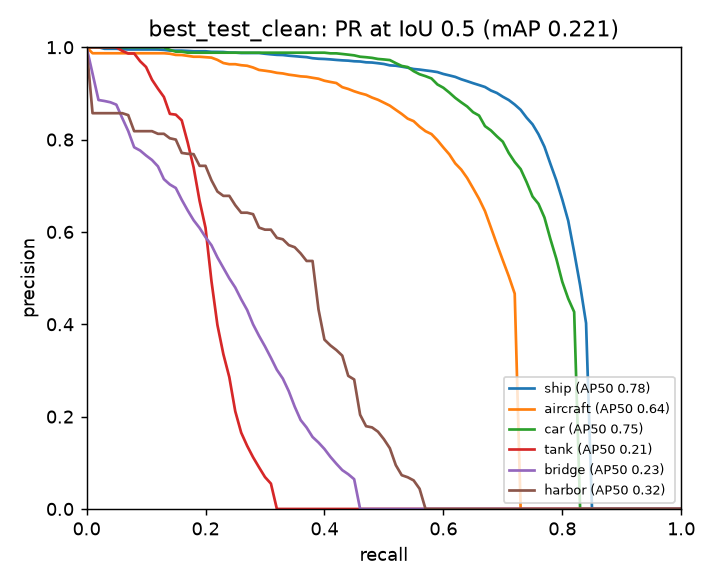 best_test_clean: PR at IoU 0.5 (mAP 0.221)
1.0
0.8
0.6
0.4
0.2
0.0
precision
ship (AP50 0.78)
aircraft (AP50 0.64)
car (AP50 0.75)
tank (AP50 0.21)
bridge (AP50 0.23)
harbor (AP50 0.32)
0.0 0.2 0.4 0.6 0.8 1.0
recall